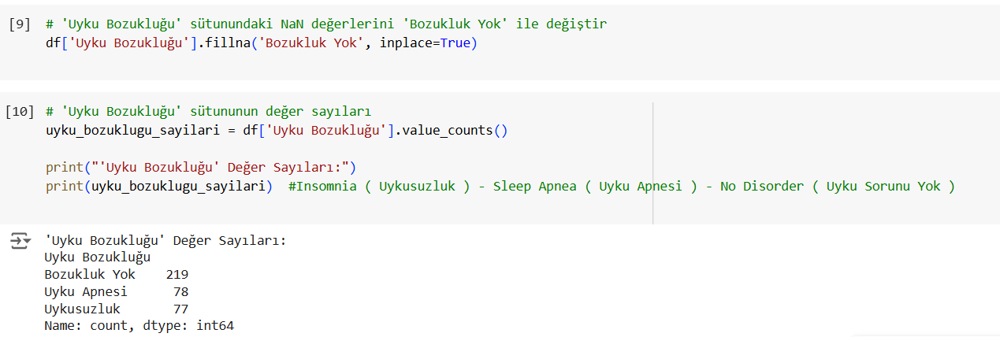 [9] # 'Uyku Bozukluğu' sütunundaki NaN değerlerini 'Bozukluk Yok' ile değiştir
df['Uyku Bozukluğu'].fillna('Bozukluk Yok', inplace=True)
[10] # 'Uyku Bozukluğu' sütununun değer sayıları
uyku_bozuklugu_sayilari = df['Uyku Bozukluğu'].value_counts()
print("'Uyku Bozukluğu' Değer Sayıları:")
print(uyku_bozuklugu_sayilari)  #Insomnia ( Uykusuzluk ) - Sleep Apnea ( Uyku Apnesi ) - No Disorder ( Uyku Sorunu Yok )
'Uyku Bozukluğu' Değer Sayıları:
Uyku Bozukluğu
Bozukluk Yok    219
Uyku Apnesi      78
Uykusuzluk       77
Name: count, dtype: int64